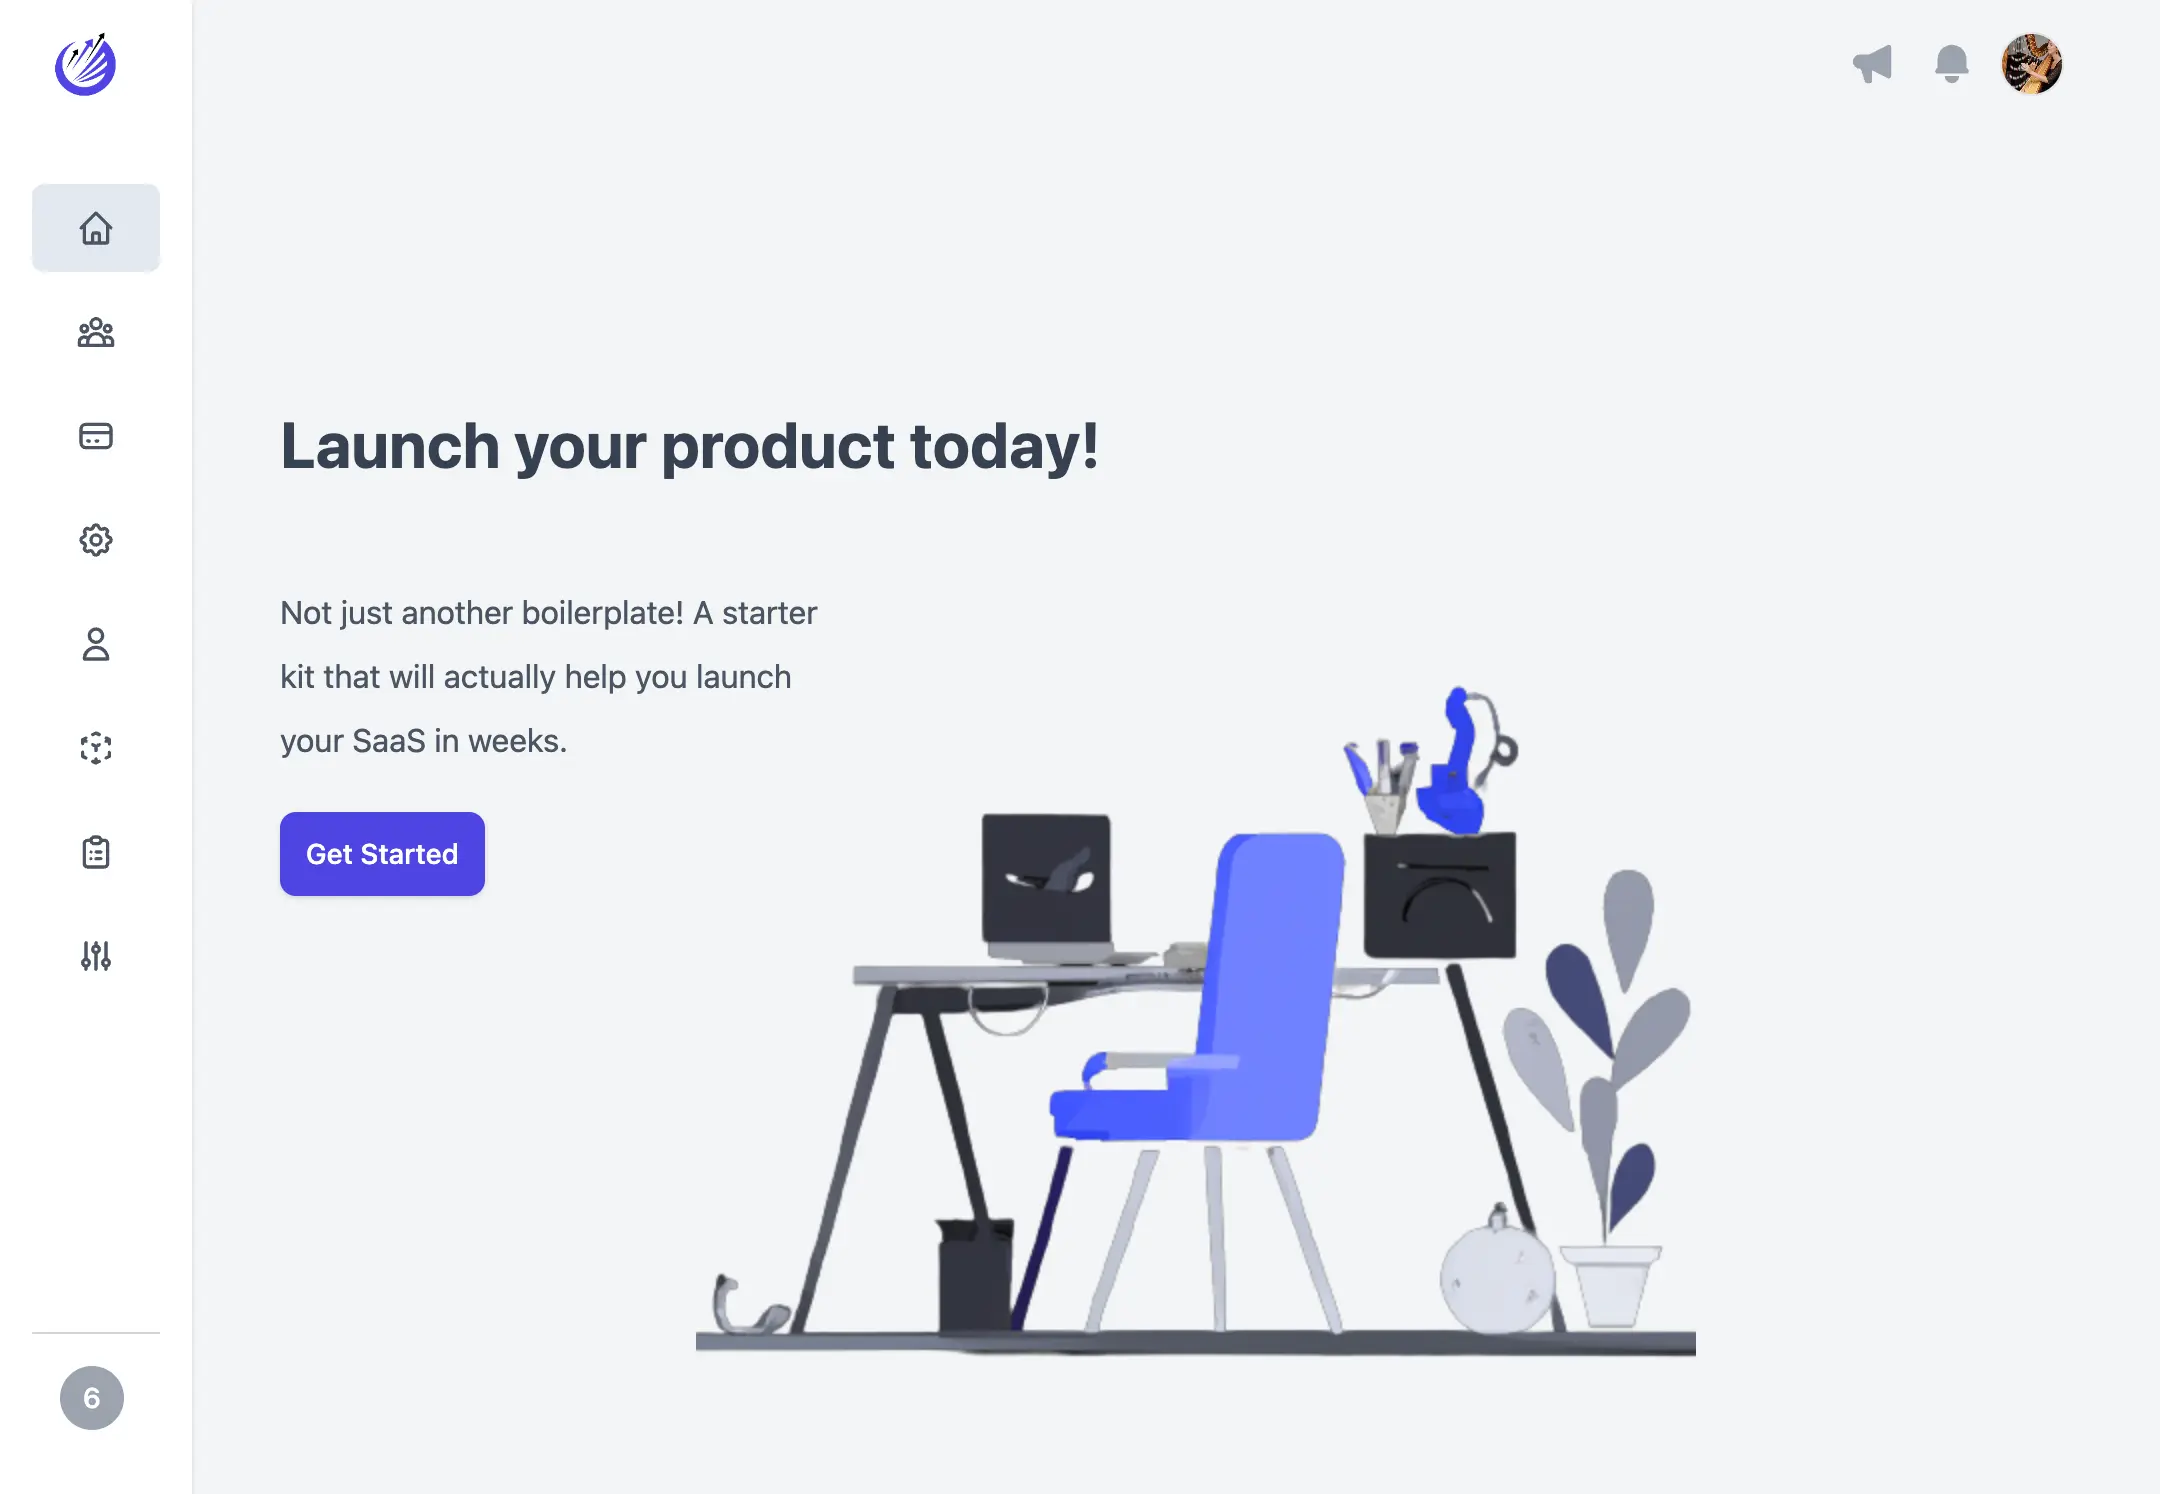 Launch your product today!
Not just another boilerplate! A starter
kit that will actually help you launch
your SaaS in weeks.
Get Started
6